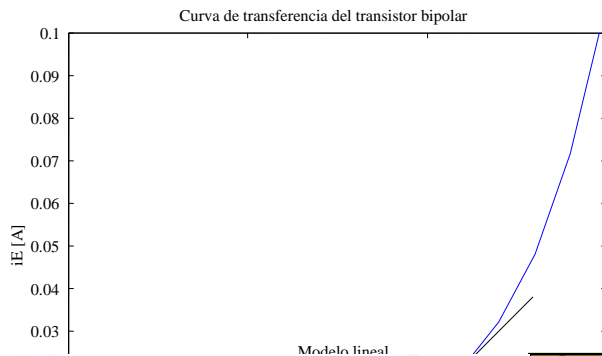 Curva de transferencia del transistor bipolar
0.1
0.09
0.08
0.07
0.06
0.05
0.04
0.03
iE [A]
Modelo lineal